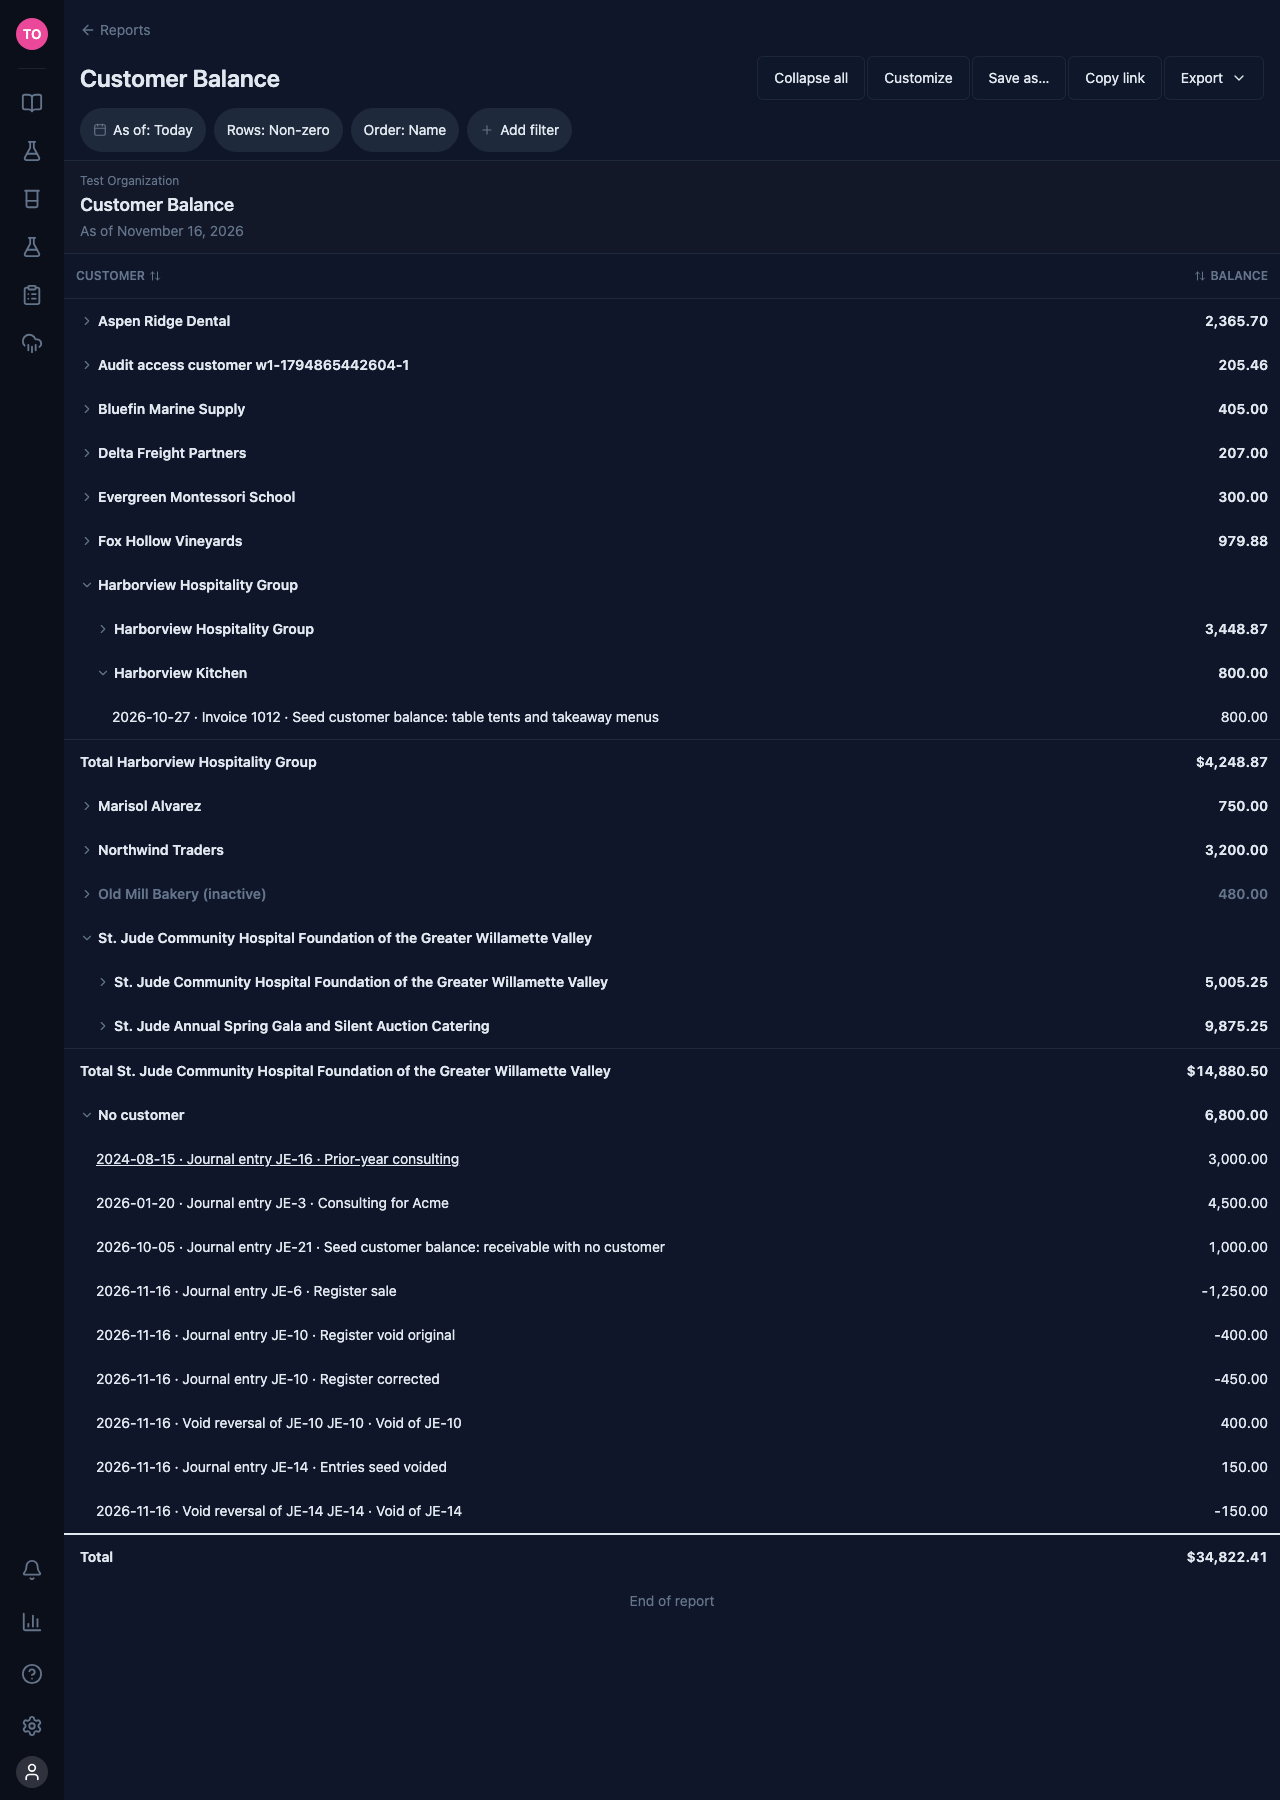 TO
Reports
Customer Balance
Collapse all
Customize
Save as...
Copy link
Export
As of: Today
Rows: Non-zero
Order: Name
Add filter
Test Organization
Customer Balance
As of November 16, 2026
CUSTOMER BALANCE
Aspen Ridge Dental 2,365.70
Audit access customer w1-1794865442604-1 205.46
Bluefin Marine Supply 405.00
Delta Freight Partners 207.00
Evergreen Montessori School 300.00
Fox Hollow Vineyards 979.88
Harborview Hospitality Group
Harborview Hospitality Group 3,448.87
Harborview Kitchen 800.00
2026-10-27 · Invoice 1012 · Seed customer balance: table tents and takeaway menus 800.00
Total Harborview Hospitality Group $4,248.87
Marisol Alvarez 750.00
Northwind Traders 3,200.00
Old Mill Bakery (inactive) 480.00
St. Jude Community Hospital Foundation of the Greater Willamette Valley
St. Jude Community Hospital Foundation of the Greater Willamette Valley 5,005.25
St. Jude Annual Spring Gala and Silent Auction Catering 9,875.25
Total St. Jude Community Hospital Foundation of the Greater Willamette Valley $14,880.50
No customer 6,800.00
2024-08-15 · Journal entry JE-16 · Prior-year consulting 3,000.00
2026-01-20 · Journal entry JE-3 · Consulting for Acme 4,500.00
2026-10-05 · Journal entry JE-21 · Seed customer balance: receivable with no customer 1,000.00
2026-11-16 · Journal entry JE-6 · Register sale -1,250.00
2026-11-16 · Journal entry JE-10 · Register void original -400.00
2026-11-16 · Journal entry JE-10 · Register corrected -450.00
2026-11-16 · Void reversal of JE-10 JE-10 · Void of JE-10 400.00
2026-11-16 · Journal entry JE-14 · Entries seed voided 150.00
2026-11-16 · Void reversal of JE-14 JE-14 · Void of JE-14 -150.00
Total $34,822.41
End of report